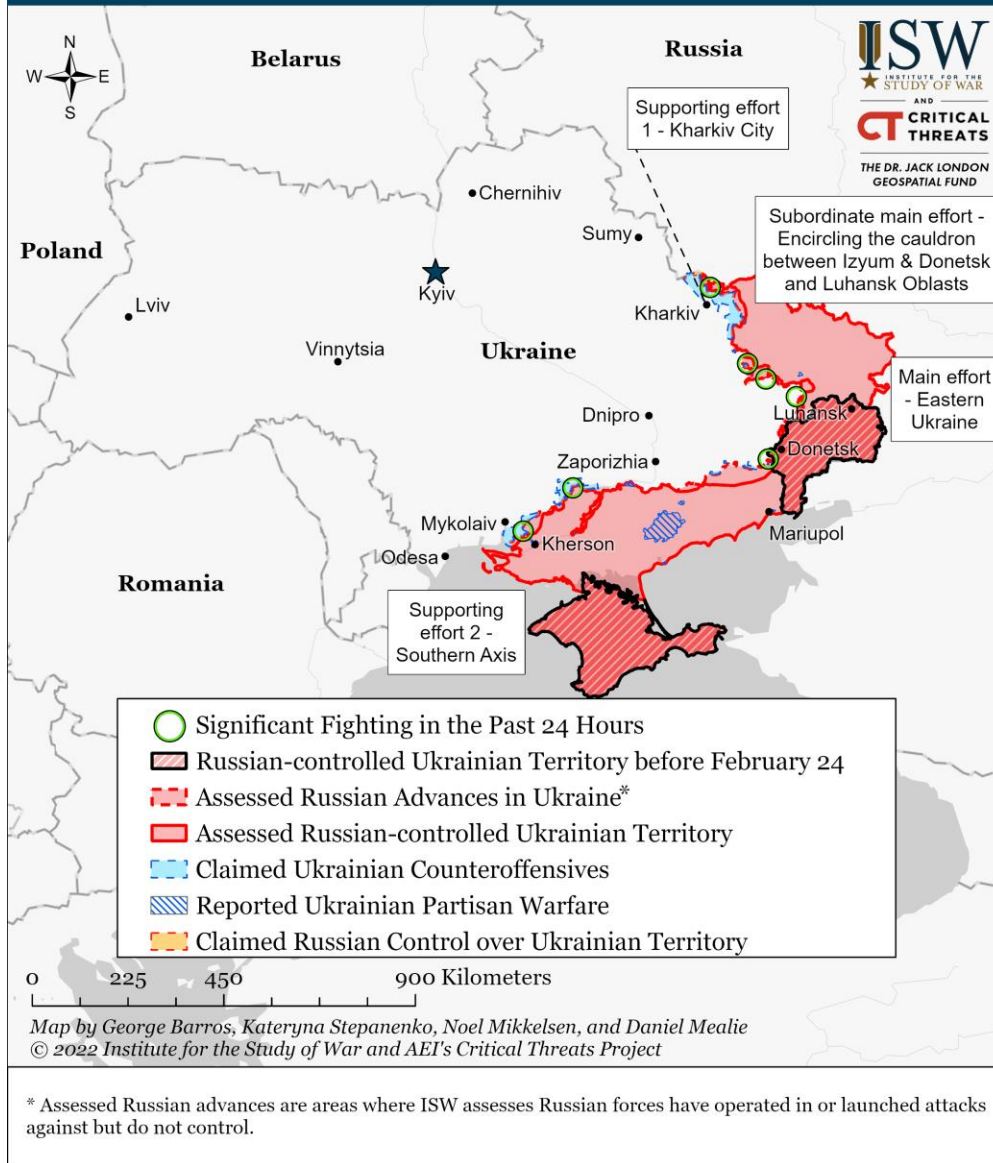 N
W E
S
Belarus
Russia
ISW
INSTITUTE FOR THE
STUDY OF WAR
AND
CT CRITICAL
THREATS
THE DR. JACK LONDON
GEOSPATIAL FUND
Supporting effort
1 - Kharkiv City
Chernihiv
Sumy
Subordinate main effort -
Encircling the cauldron
between Izyum & Donetsk
and Luhansk Oblasts
Poland
Kyiv
Lviv
Kharkiv
Vinnytsia
Ukraine
Main effort
- Eastern
Ukraine
Luhansk
Dnipro
Donetsk
Zaporizhia
Mykolaiv
Mariupol
Kherson
Odesa
Romania
Supporting
effort 2 -
Southern Axis
Significant Fighting in the Past 24 Hours
Russian-controlled Ukrainian Territory before February 24
Assessed Russian Advances in Ukraine*
Assessed Russian-controlled Ukrainian Territory
Claimed Ukrainian Counteroffensives
Reported Ukrainian Partisan Warfare
Claimed Russian Control over Ukrainian Territory
0 225 450 900 Kilometers
Map by George Barros, Kateryna Stepanenko, Noel Mikkelsen, and Daniel Mealie
© 2022 Institute for the Study of War and AEI's Critical Threats Project
* Assessed Russian advances are areas where ISW assesses Russian forces have operated in or launched attacks
against but do not control.